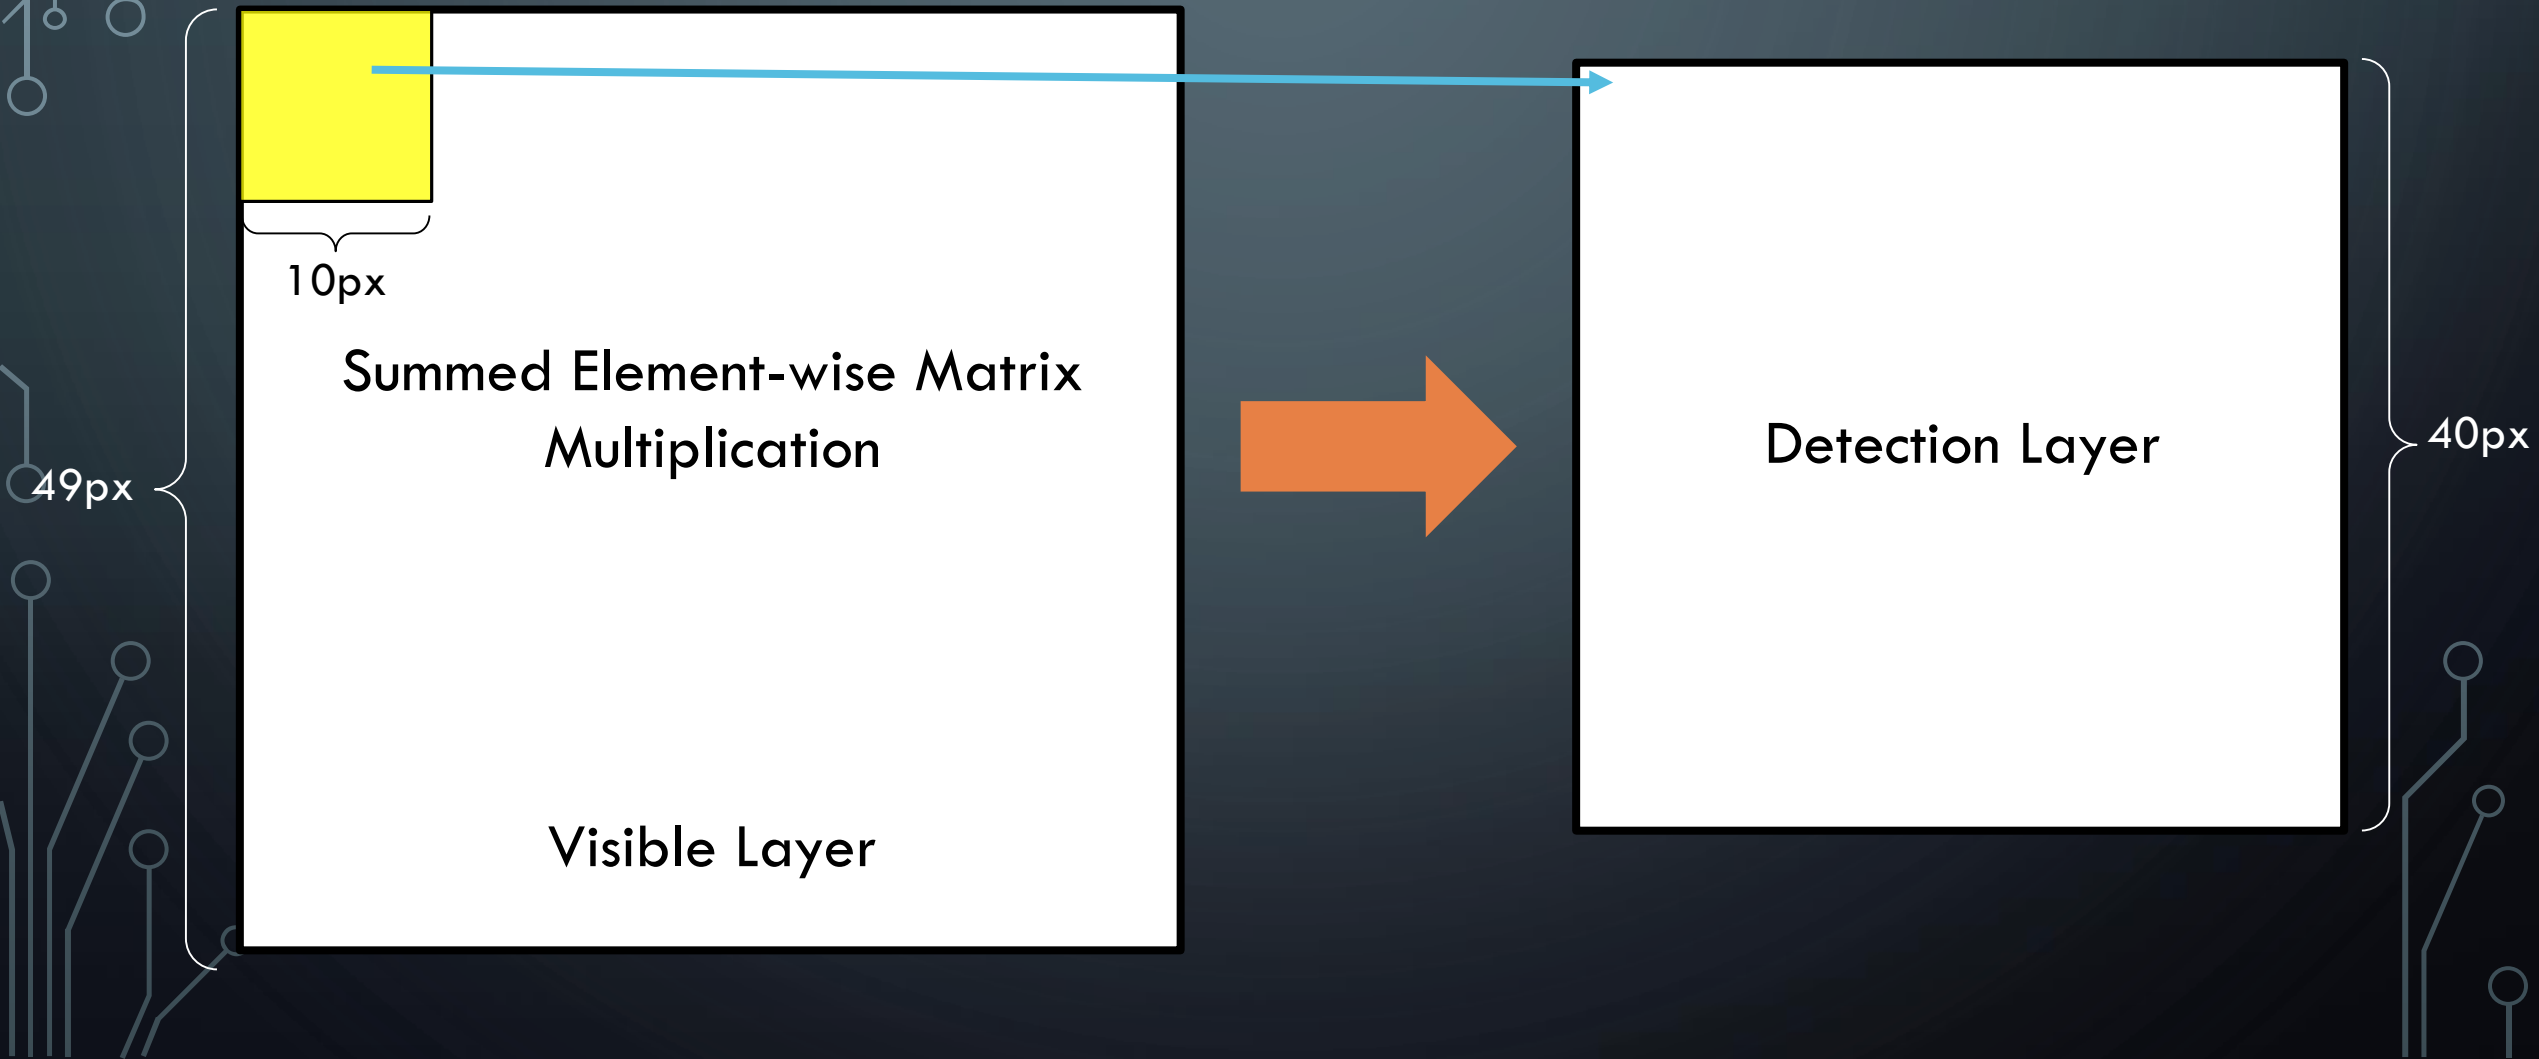 10px
Summed Element-wise Matrix
Multiplication
49px
Visible Layer
Detection Layer
40px